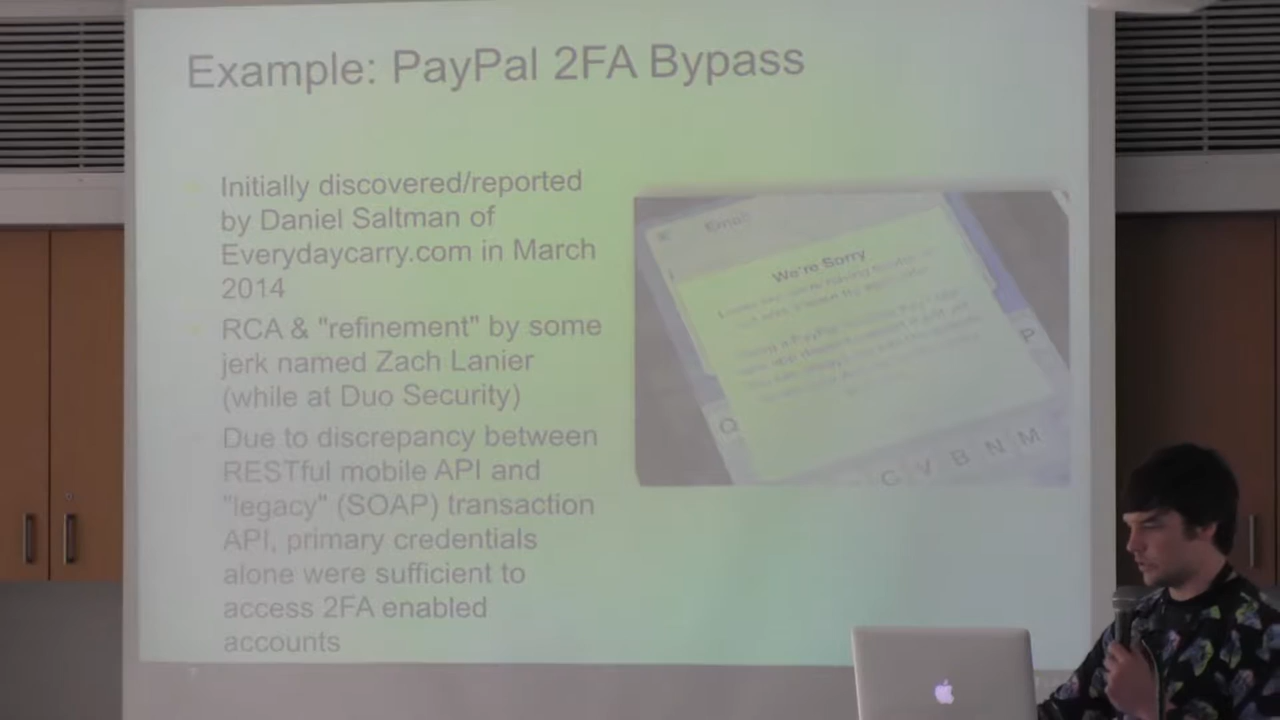 Example: PayPal 2FA Bypass
Initially discovered/reported
by Daniel Saltman of
Everydaycarry.com in March
2014
RCA & "refinement" by some
jerk named Zach Lanier
(while at Duo Security)
Due to discrepancy between
RESTful mobile API and
"legacy" (SOAP) transaction
API, primary credentials
alone were sufficient to
access 2FA enabled
accounts
Email
We're Sorry
P
Q
C V B N M